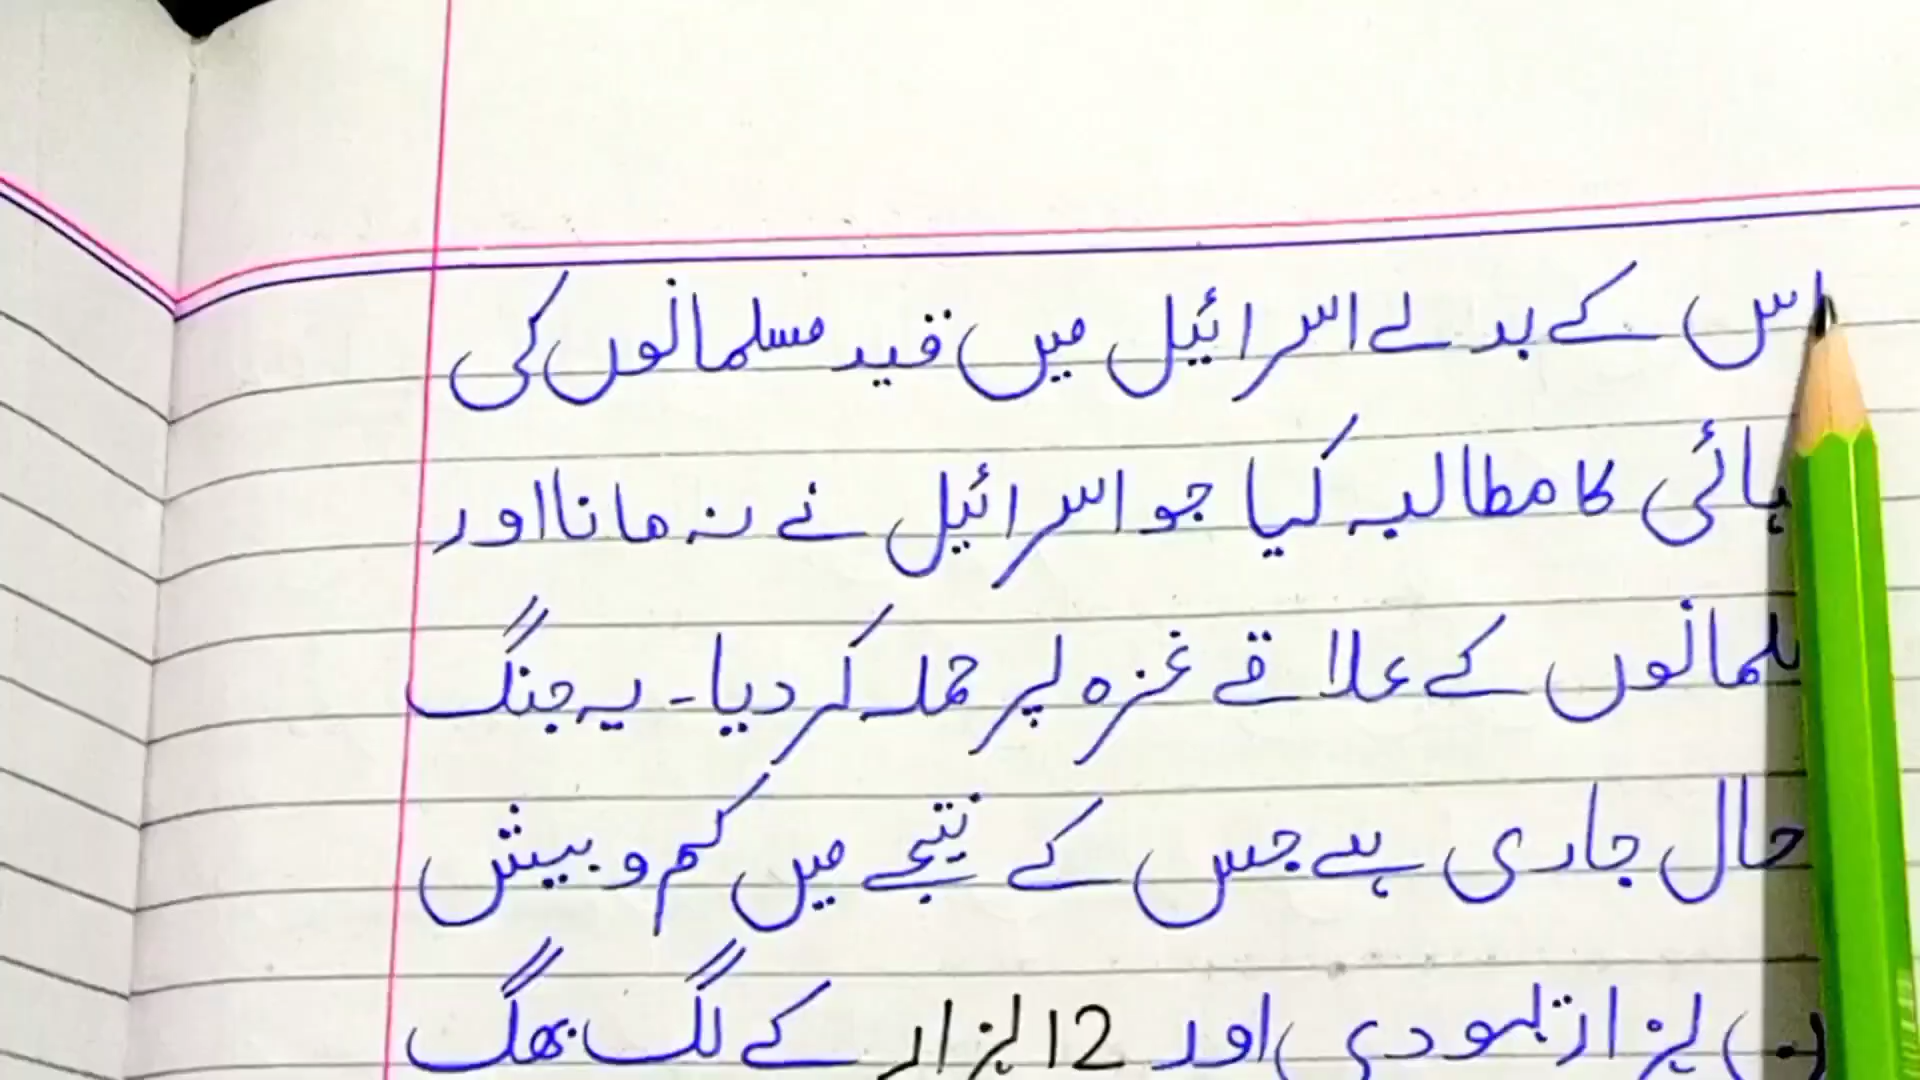 اس کے بدلے اسرائیل میں قید مسلمانوں کی
ہائی کا مطالبہ کیا جو اسرائیل نے نہ مانا اور
لمانوں کے علاقے غزہ پر حملہ کر دیا۔ یہ جنگ
حال جاری ہے جس کے نتیجے میں کم و بیش
ہزار یہودی اور 12 ہزار کے لگ بھگ